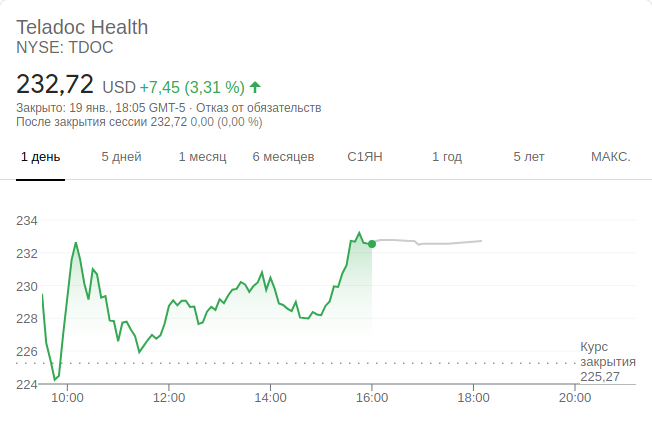 Teladoc Health
NYSE: TDOC
232,72 USD +7,45 (3,31 %)
Закрыто: 19 янв., 18:05 GMT-5 · Отказ от обязательств
После закрытия сессии 232,72 0,00 (0,00 %)
1 день 5 дней 1 месяц 6 месяцев С1ЯН 1 год 5 лет МАКС.
234
232
230
228
226
224
Курс
закрытия
225,27
10:00 12:00 14:00 16:00 18:00 20:00